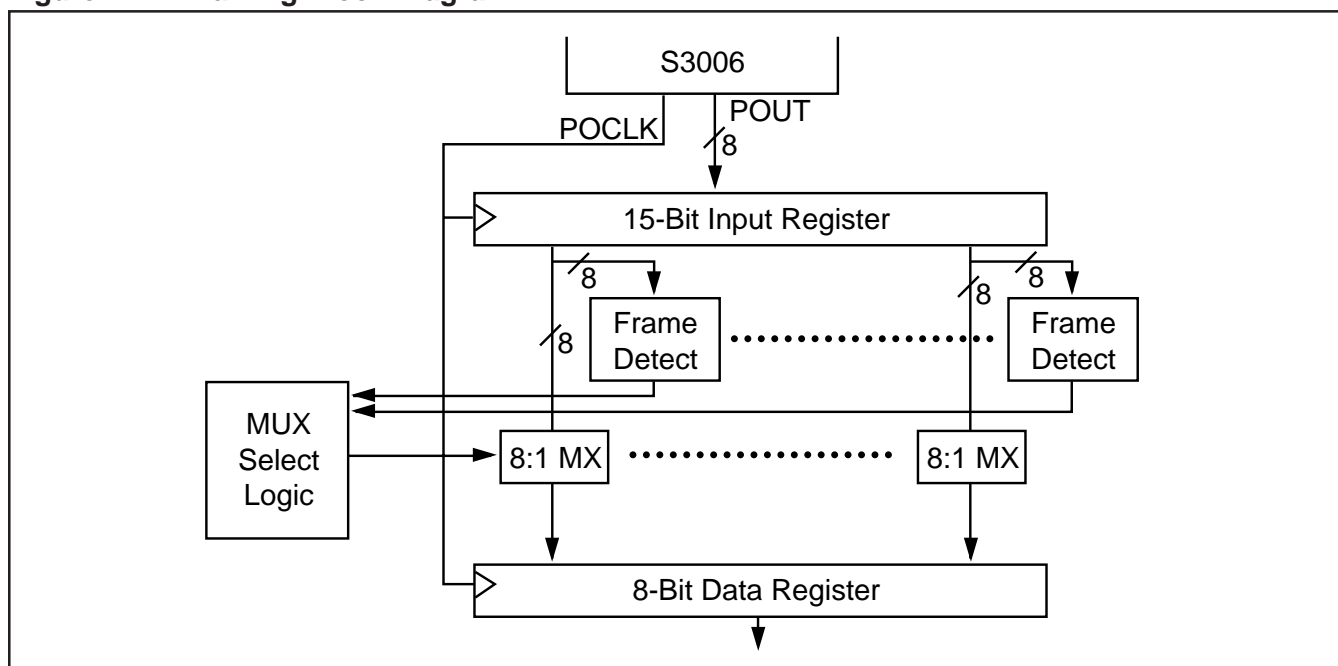 S3006
POCLK
POUT
8
15-Bit Input Register
8
8
8
8
Frame
Detect
Frame
Detect
MUX
Select
Logic
8:1 MX
8:1 MX
8-Bit Data Register